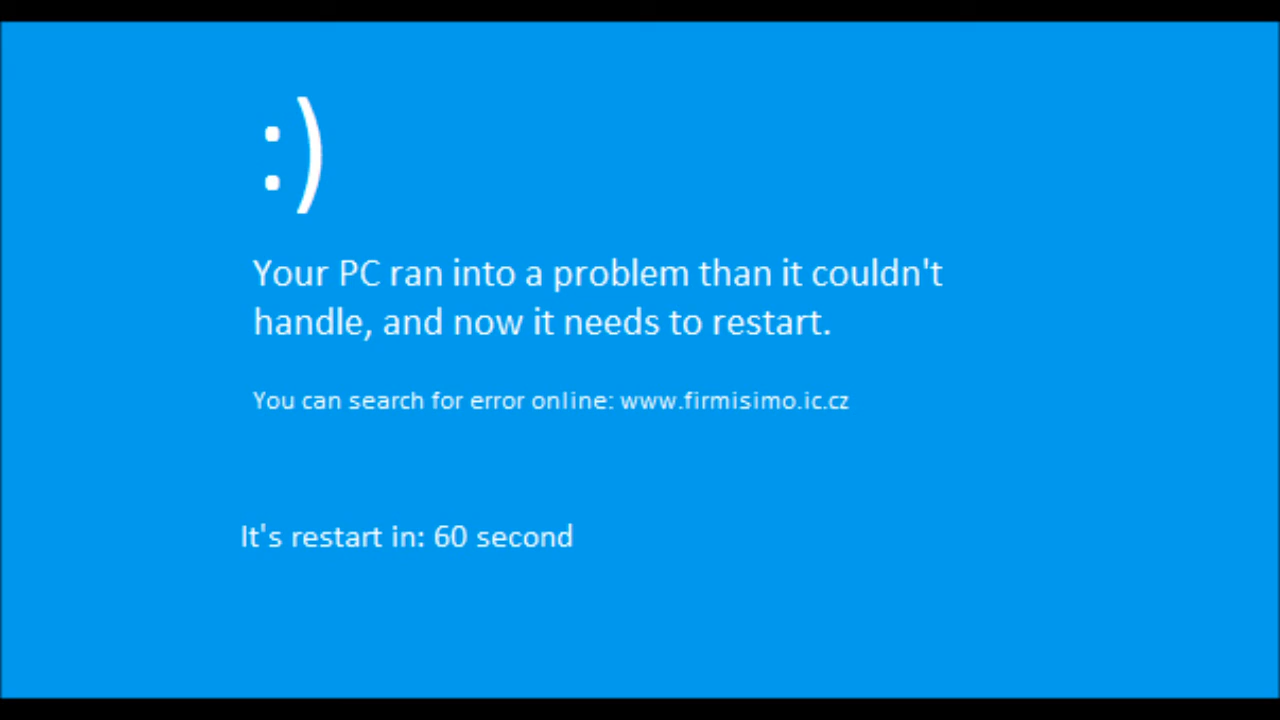 :)
Your PC ran into a problem than it couldn't
handle, and now it needs to restart.
You can search for error online: www.firmisimo.ic.cz
It's restart in: 60 second